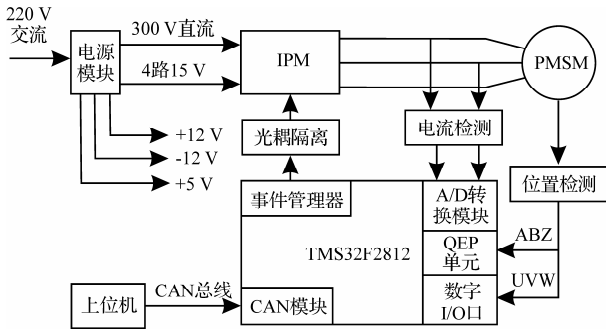 220 V
交流
电源
模块
300 V直流
4路15 V
IPM
PMSM
+12 V
-12 V
+5 V
光耦隔离
电流检测
位置检测
事件管理器
A/D转
换模块
TMS32F2812
QEP
单元
ABZ
UVW
数字
I/O口
上位机
CAN总线
CAN模块